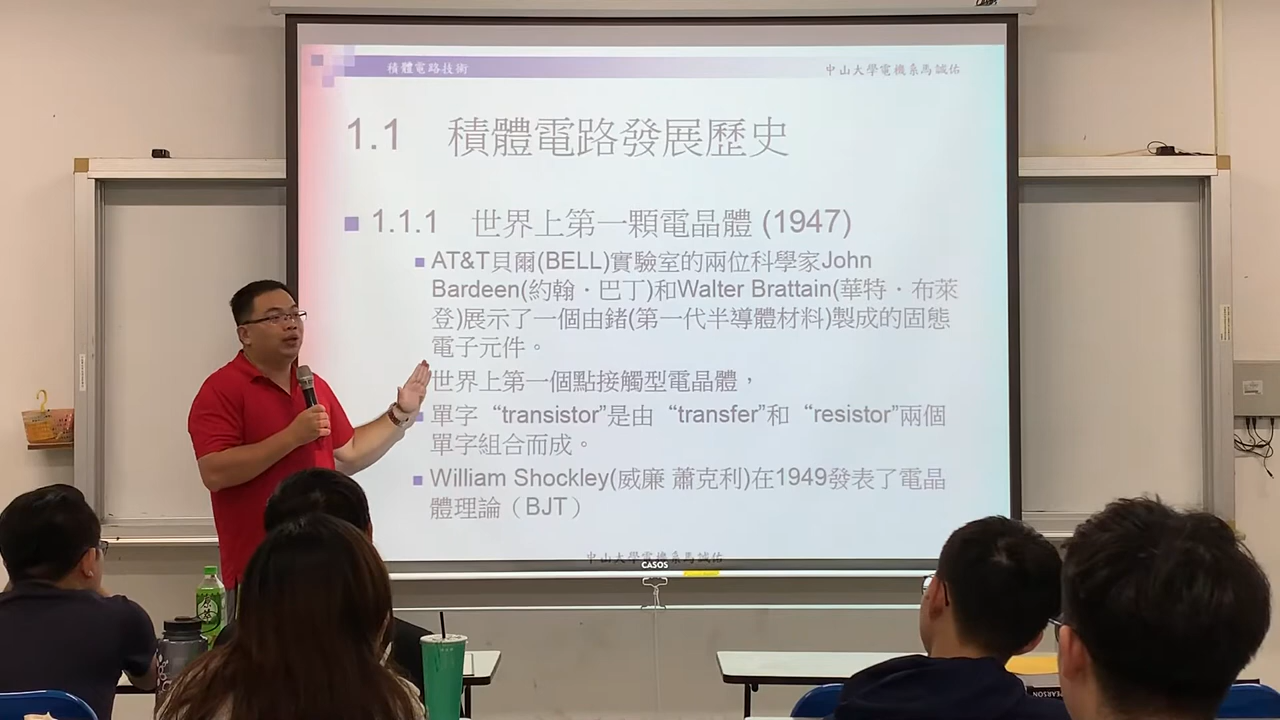 積體電路技術
中山大學電機系馬誠佑
1.1 積體電路發展歷史
1.1.1 世界上第一顆電晶體 (1947)
AT&T貝爾(BELL)實驗室的兩位科學家John
Bardeen(約翰．巴丁)和Walter Brattain(華特．布萊
登)展示了一個由鍺(第一代半導體材料)製成的固態
電子元件。
世界上第一個點接觸型電晶體，
單字“transistor”是由“transfer”和“resistor”兩個
單字組合而成。
William Shockley(威廉 蕭克利)在1949發表了電晶
體理論（BJT）
中山大學電機系馬誠佑
CASOS
PEARSON